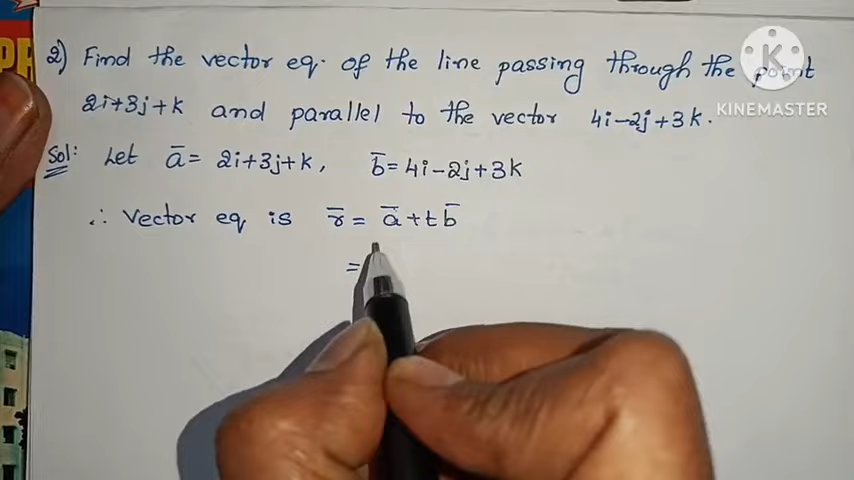 2) Find the vector eq. of the line passing through the point
2i+3j+k and parallel to the vector 4i-2j+3k.
Sol: Let a̅ = 2i+3j+k, b̅ = 4i-2j+3k
∴ Vector eq is r̅ = a̅ + t b̅
=
KINEMASTER